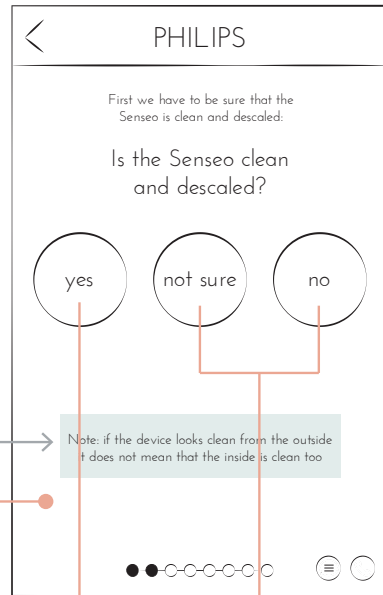 PHILIPS
First we have to be sure that the
Senseo is clean and descaled:
Is the Senseo clean
and descaled?
yes
not sure
no
Note: if the device looks clean from the outside
it does not mean that the inside is clean too